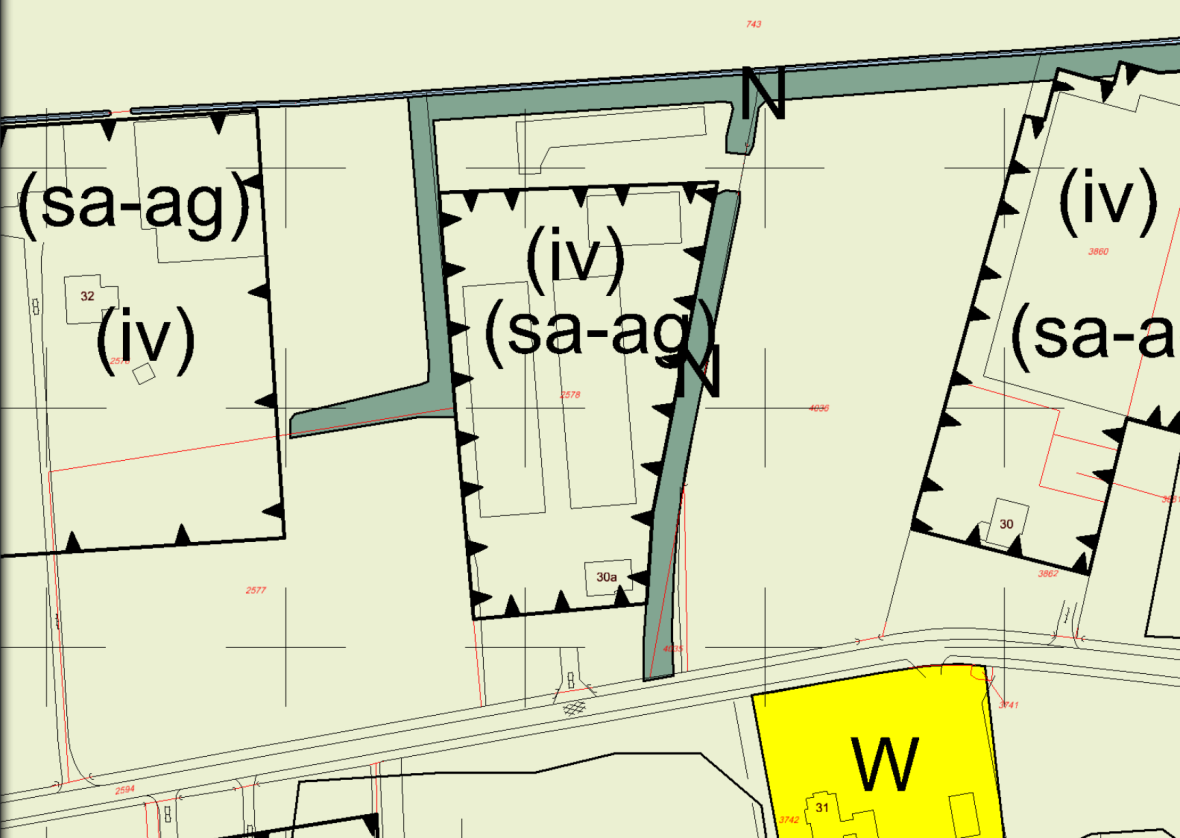 743
N
(sa-ag)
(iv)
(iv)
3860
32
(iv)
(sa-ag)
(sa-a
N
2578
4036
30
30a
3862
2577
4035
3741
W
2594
31
3742